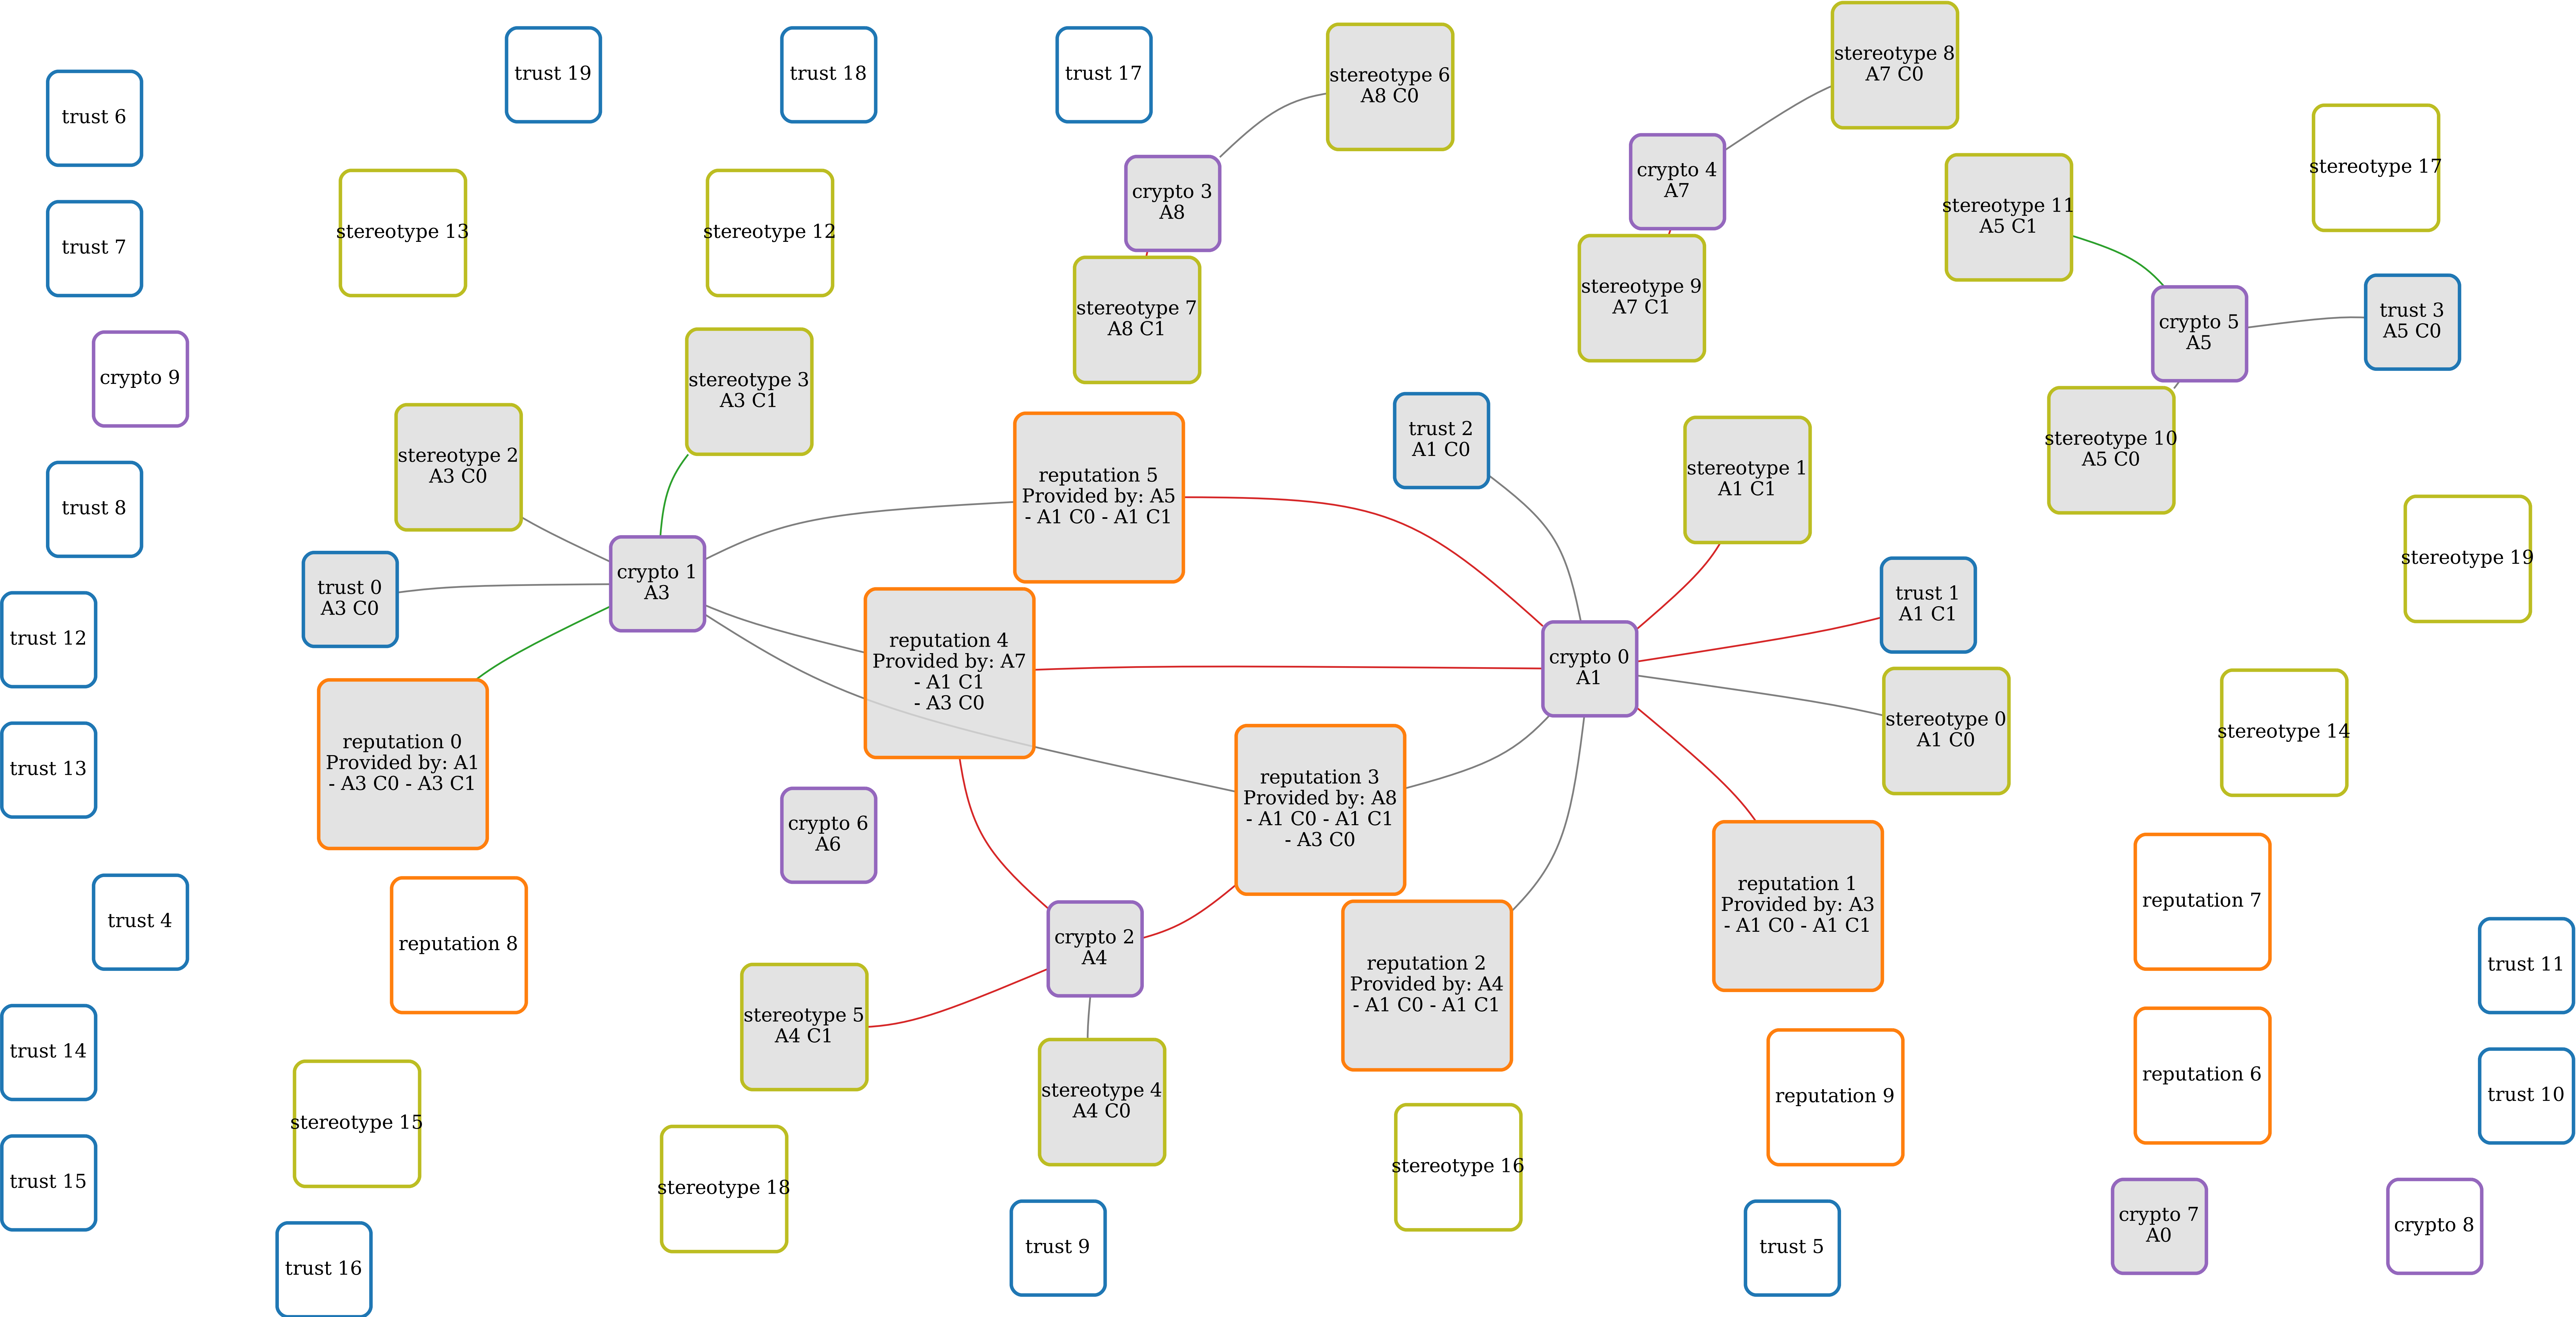 stereotype 8
A7 C0
trust 19
trust 18
trust 17
stereotype 6
A8 C0
trust 6
stereotype 17
crypto 3
A8
crypto 4
A7
stereotype 11
A5 C1
trust 7
stereotype 13
stereotype 12
stereotype 7
A8 C1
stereotype 9
A7 C1
crypto 5
A5
trust 3
A5 C0
crypto 9
stereotype 3
A3 C1
stereotype 2
A3 C0
trust 2
A1 C0
stereotype 10
A5 C0
reputation 5
Provided by: A5
- A1 C0 - A1 C1
stereotype 1
A1 C1
trust 8
stereotype 19
trust 0
A3 C0
crypto 1
A3
trust 1
A1 C1
trust 12
reputation 4
Provided by: A7
- A1 C1
- A3 C0
crypto 0
A1
stereotype 0
A1 C0
stereotype 14
trust 13
reputation 0
Provided by: A1
- A3 C0 - A3 C1
reputation 3
Provided by: A8
- A1 C0 - A1 C1
- A3 C0
crypto 6
A6
reputation 1
Provided by: A3
- A1 C0 - A1 C1
reputation 7
trust 4
reputation 8
crypto 2
A4
reputation 2
Provided by: A4
- A1 C0 - A1 C1
trust 11
stereotype 5
A4 C1
trust 14
reputation 6
stereotype 4
A4 C0
reputation 9
trust 10
stereotype 15
stereotype 16
trust 15
stereotype 18
crypto 7
A0
crypto 8
trust 16
trust 9
trust 5